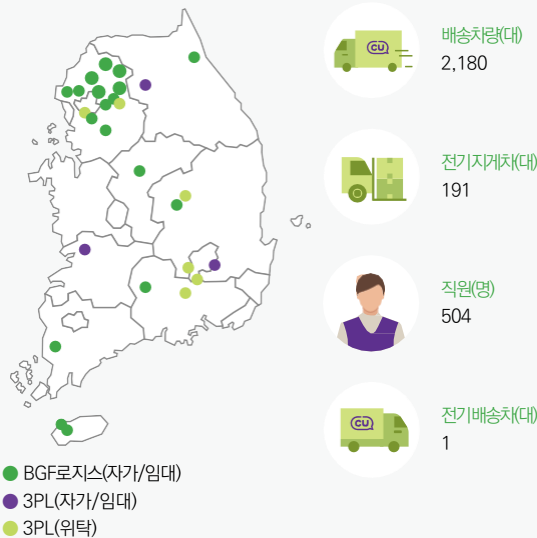 CU
배송차량(대)
2,180
전기지게차(대)
191
직원(명)
504
CU
전기배송차(대)
1
BGF로지스(자가/임대)
3PL(자가/임대)
3PL(위탁)